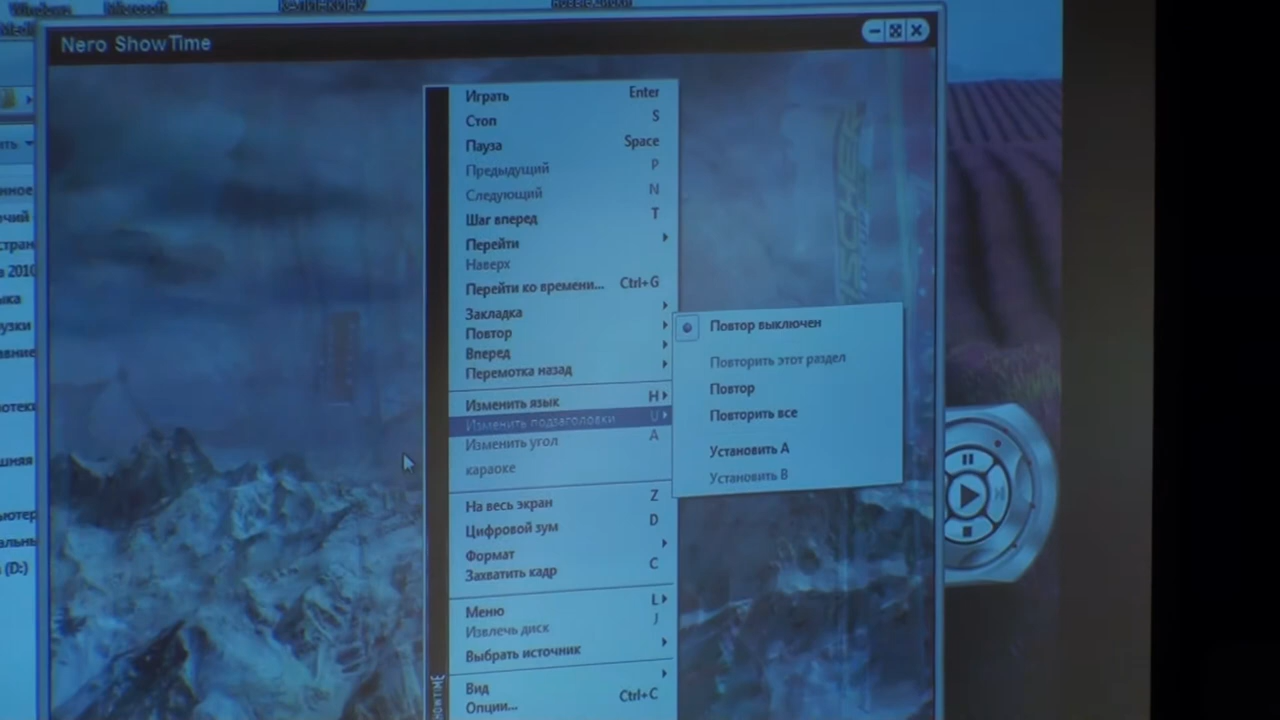 Windows
Microsoft
Nero ShowTime
Играть Enter
Стоп S
Пауза Space
Предыдущий P
Следующий N
Шаг вперед T
Перейти
Наверх
Перейти ко времени... Ctrl+G
Закладка
Повтор
Вперед
Перемотка назад
Изменить язык H
Изменить подзаголовки U
Изменить угол A
караоке
На весь экран Z
Цифровой зум D
Формат
Захватить кадр C
Меню L
Извлечь диск J
Выбрать источник
Вид
Опции... Ctrl+C
Повтор выключен
Повторить этот раздел
Повтор
Повторить все
Установить A
Установить B
(D:)